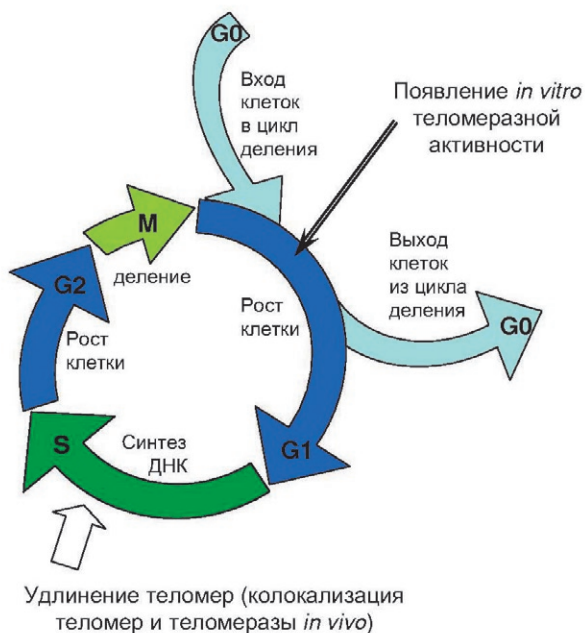 G0
Вход
клеток
в цикл
деления
Появление in vitro
теломеразной
активности
M
деление
G2
Рост
клетки
Рост
клетки
Выход
клеток
из цикла
деления
G0
G1
S
Синтез
ДНК
Удлинение теломер (колокализация
теломер и теломеразы in vivo)